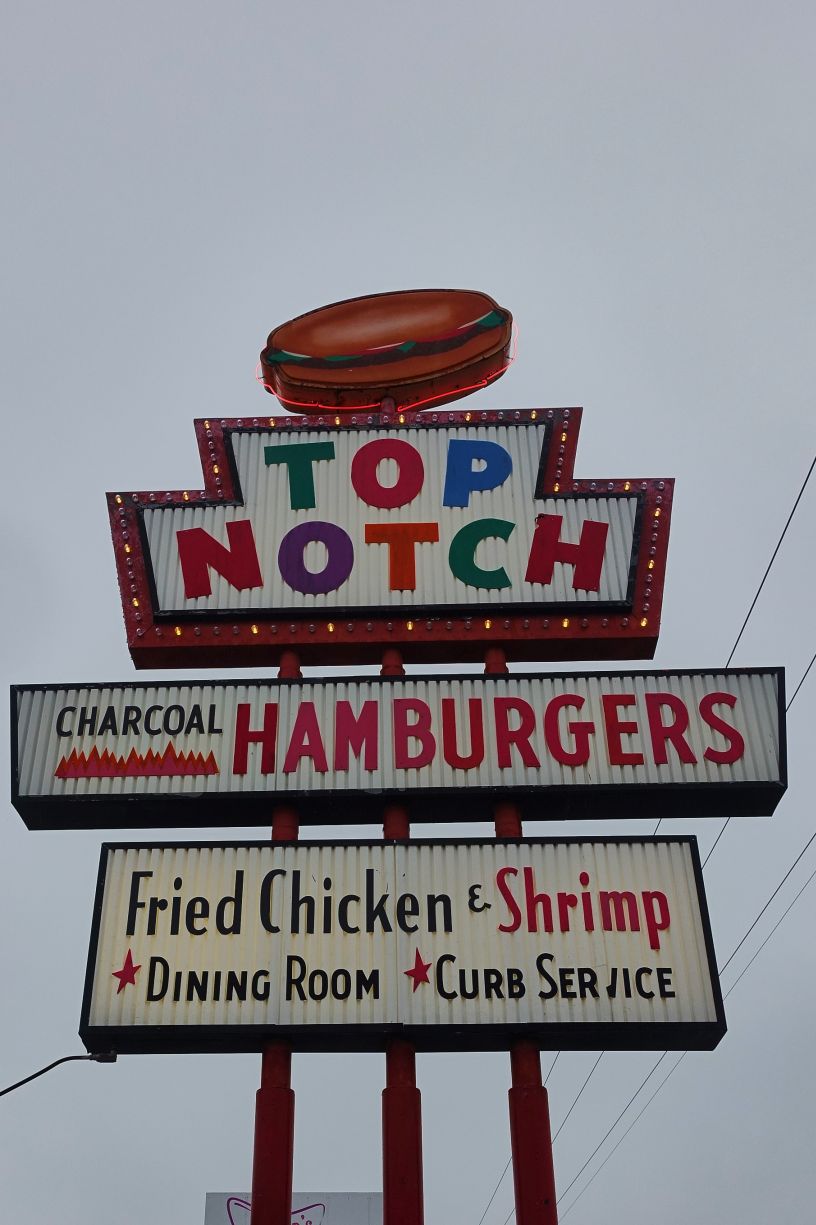 TOP
NOTCH
CHARCOAL HAMBURGERS
Fried Chicken & Shrimp
★ DINING ROOM ★ CURB SERVICE